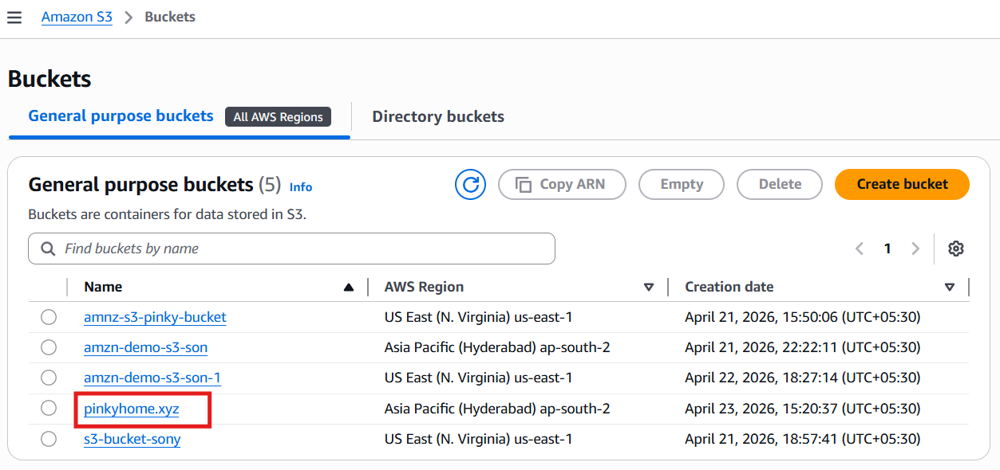 Amazon S3 > Buckets
Buckets
General purpose buckets All AWS Regions Directory buckets
General purpose buckets (5) Info Copy ARN Empty Delete Create bucket
Buckets are containers for data stored in S3.
Find buckets by name 1
Name AWS Region Creation date
amnz-s3-pinky-bucket US East (N. Virginia) us-east-1 April 21, 2026, 15:50:06 (UTC+05:30)
amzn-demo-s3-son Asia Pacific (Hyderabad) ap-south-2 April 21, 2026, 22:22:11 (UTC+05:30)
amzn-demo-s3-son-1 US East (N. Virginia) us-east-1 April 22, 2026, 18:27:14 (UTC+05:30)
pinkyhome.xyz Asia Pacific (Hyderabad) ap-south-2 April 23, 2026, 15:20:37 (UTC+05:30)
s3-bucket-sony US East (N. Virginia) us-east-1 April 21, 2026, 18:57:41 (UTC+05:30)